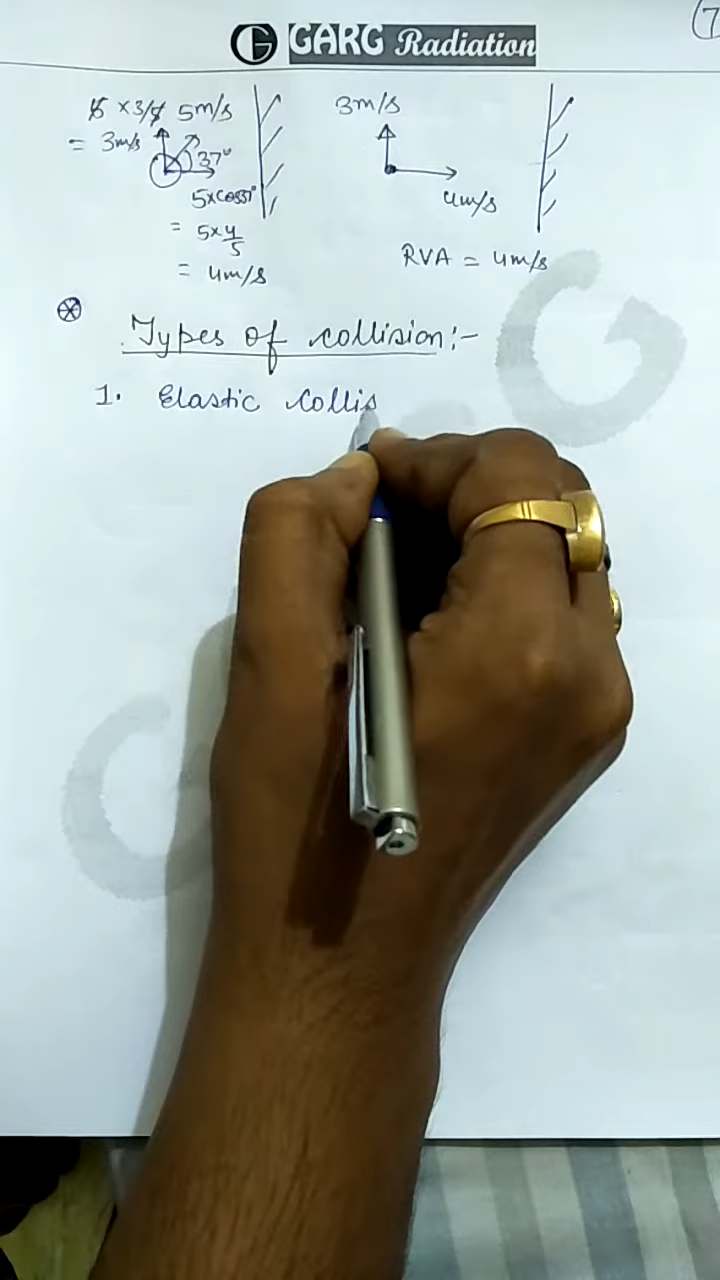 (7
G GARG Radiation
5 × 3/5 5m/s
= 3m/s
37°
5×cos37°
= 5×4/5
= 4m/s
3m/s
4m/s
RVA = 4m/s
Types of collision:-
1. Elastic Collis